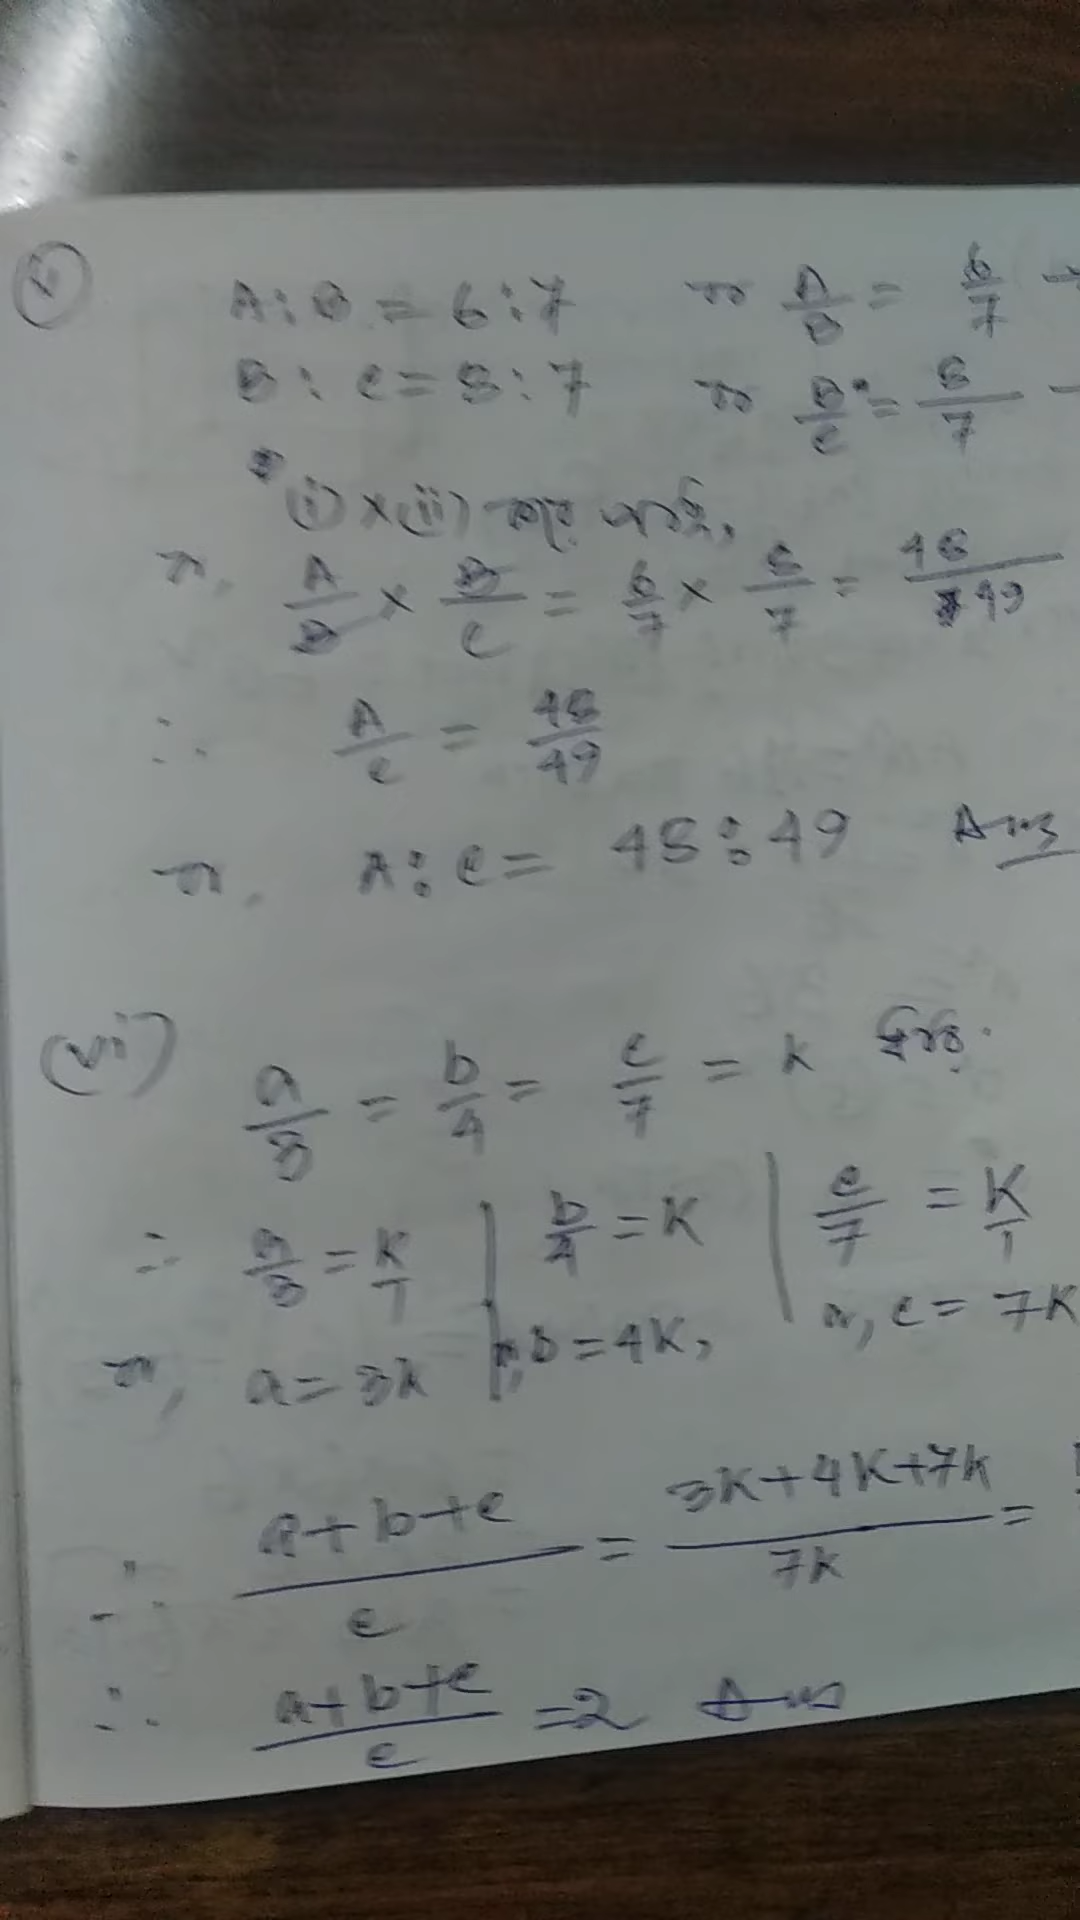 (v)
A : B = 6 : 7 বা A/B = 6/7
B : C = 8 : 7 বা B/C = 8/7
(i) × (ii) করে পাই,
বা, A/B × B/C = 6/7 × 8/7 = 48/49
∴ A/C = 48/49
বা, A : C = 48 : 49 Ans
(vi)
a/3 = b/4 = c/7 = K
∴ a/3 = K/1 | b/4 = K | c/7 = K/1
বা, a = 3K | বা, b = 4K, | বা, c = 7K
∴ (a+b+c)/c = (3K+4K+7K)/7K =
∴ (a+b+c)/c = 2 Ans